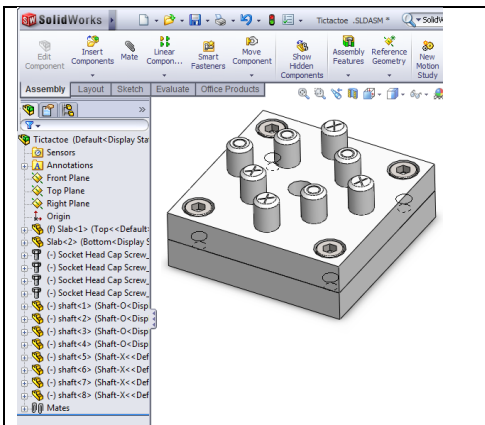 SolidWorks
Tictactoe .SLDASM *
SolidW
Edit Component
Insert Components
Mate
Linear Compon...
Smart Fasteners
Move Component
Show Hidden Components
Assembly Features
Reference Geometry
New Motion Study
Assembly
Layout
Sketch
Evaluate
Office Products
»
Tictactoe (Default<Display Sta
Sensors
Annotations
Front Plane
Top Plane
Right Plane
Origin
(f) Slab<1> (Top<<Default>
Slab<2> (Bottom<Display S
(-) Socket Head Cap Screw_
(-) Socket Head Cap Screw_
(-) Socket Head Cap Screw_
(-) Socket Head Cap Screw_
(-) shaft<1> (Shaft-O<Disp
(-) shaft<2> (Shaft-O<Disp
(-) shaft<3> (Shaft-O<Disp
(-) shaft<4> (Shaft-O<Disp
(-) shaft<5> (Shaft-X<<Def
(-) shaft<6> (Shaft-X<<Def
(-) shaft<7> (Shaft-X<<Def
(-) shaft<8> (Shaft-X<<Def
Mates